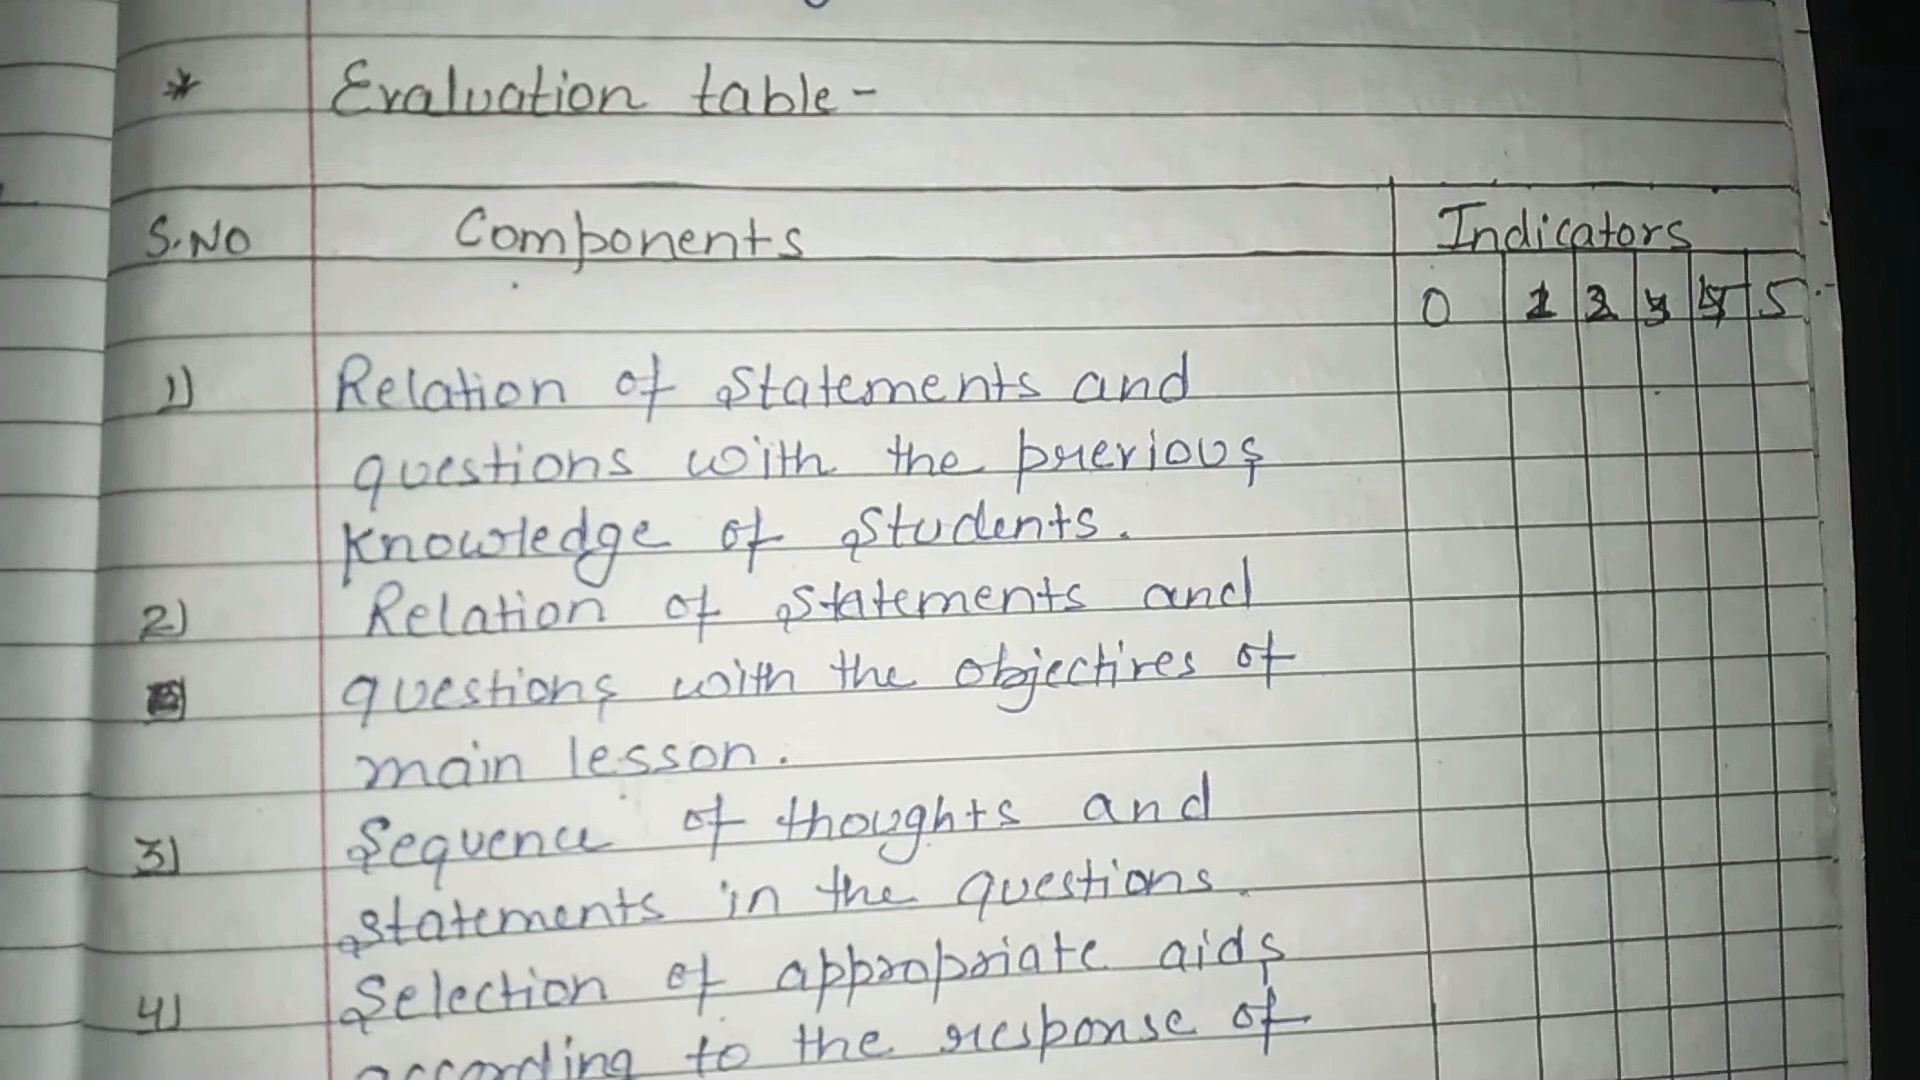 * Evaluation table-
S.NO Components Indicators
0 1 2 3 4 5
1) Relation of statements and
questions with the previous
knowledge of students.
2) Relation of statements and
questions with the objectives of
main lesson.
3) Sequence of thoughts and
statements in the questions.
4) Selection of appropriate aids
according to the response of